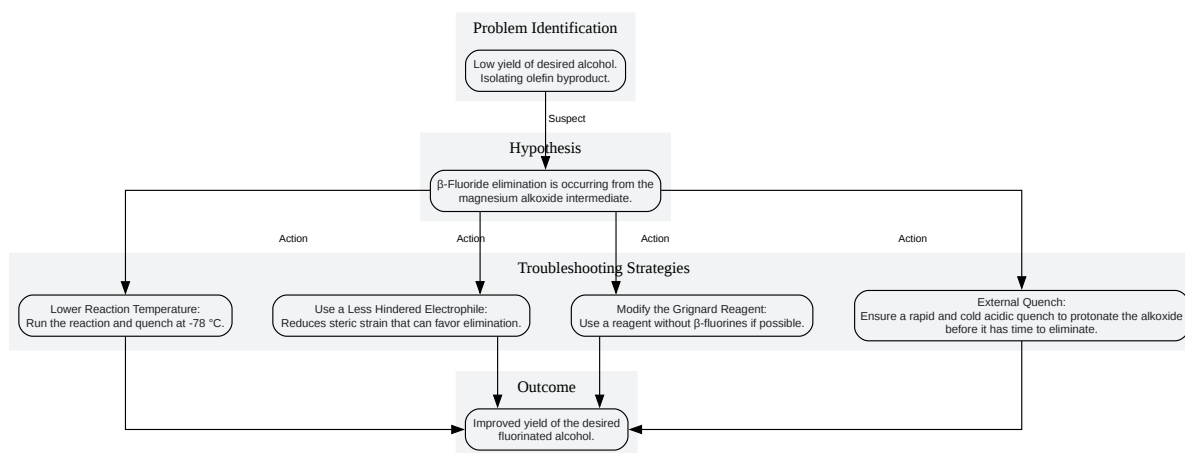 Problem Identification
Low yield of desired alcohol.
Isolating olefin byproduct.
Suspect
Hypothesis
β-Fluoride elimination is occurring from the
magnesium alkoxide intermediate.
Action
Action
Action
Action
Troubleshooting Strategies
Lower Reaction Temperature:
Run the reaction and quench at -78 °C.
Use a Less Hindered Electrophile:
Reduces steric strain that can favor elimination.
Modify the Grignard Reagent:
Use a reagent without β-fluorines if possible.
External Quench:
Ensure a rapid and cold acidic quench to protonate the alkoxide
before it has time to eliminate.
Outcome
Improved yield of the desired
fluorinated alcohol.